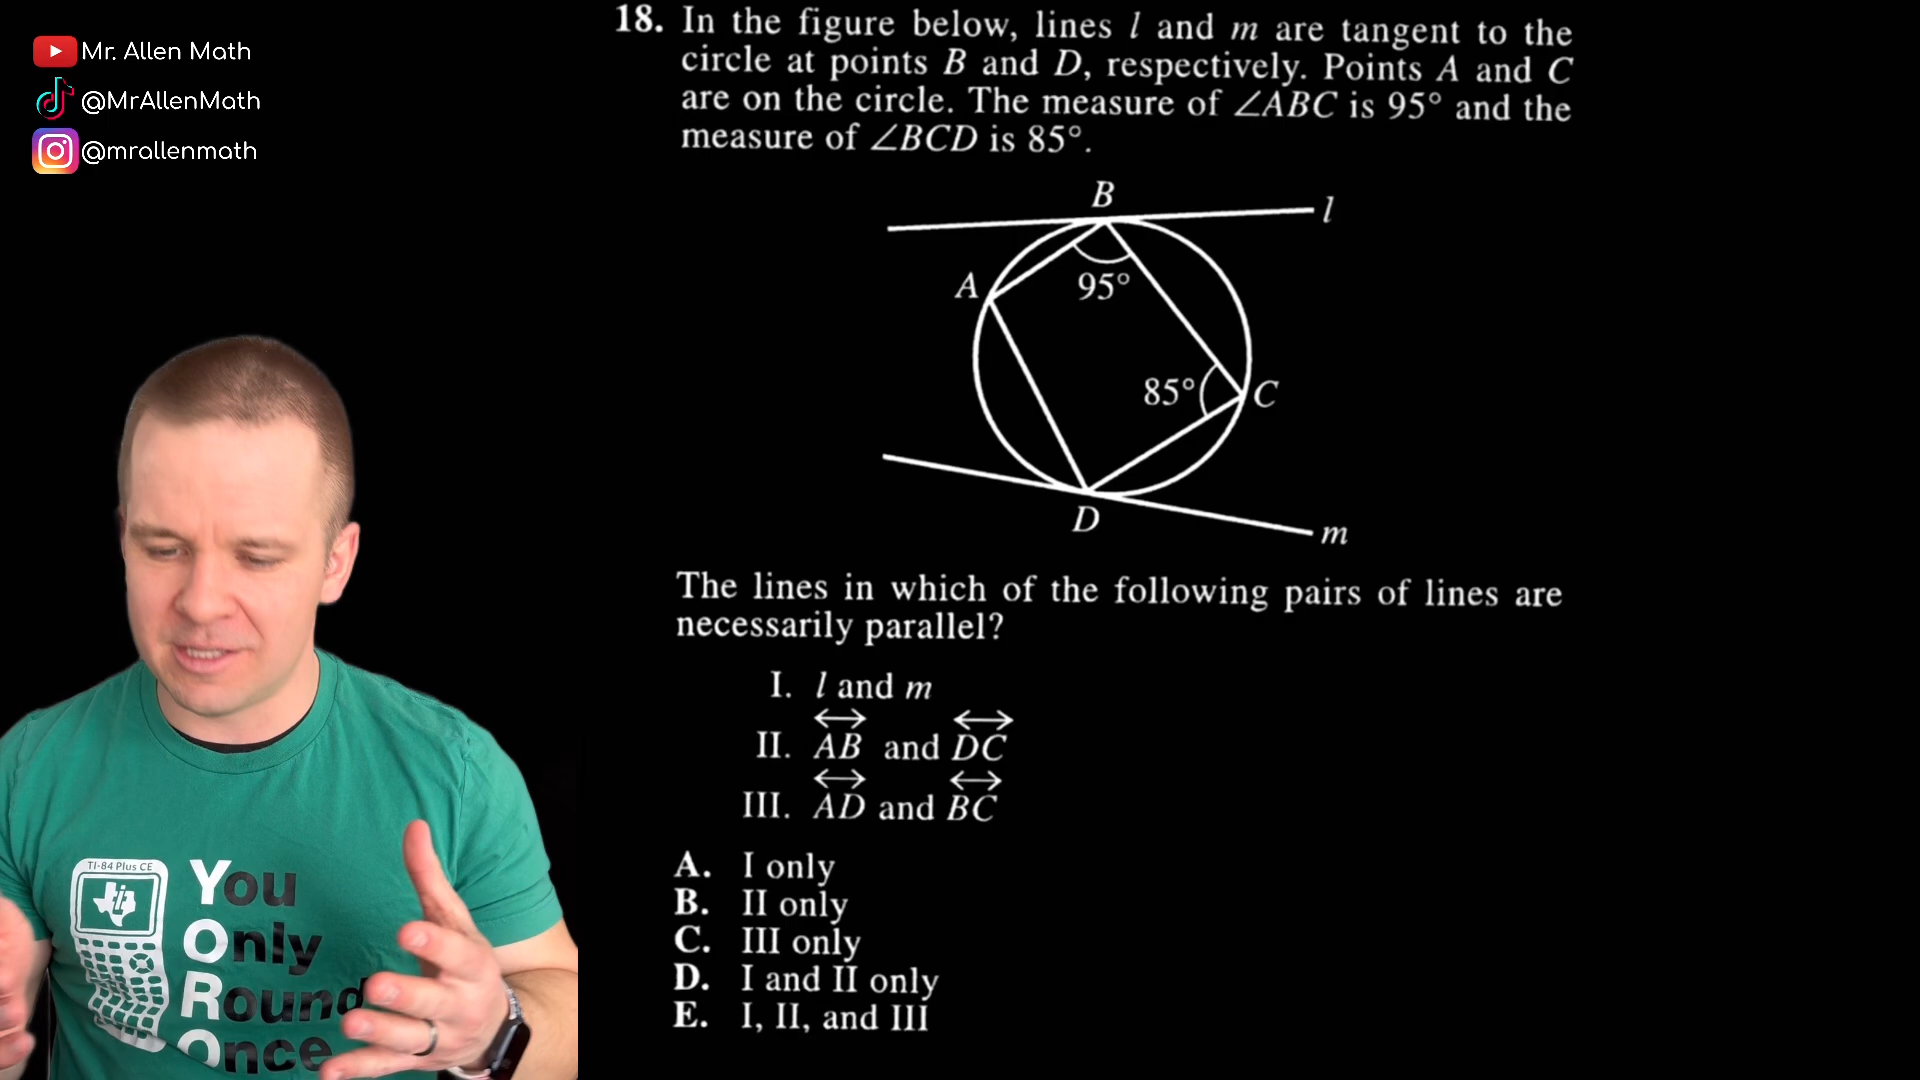 Mr. Allen Math
@MrAllenMath
@mrallenmath
18. In the figure below, lines l and m are tangent to the
circle at points B and D, respectively. Points A and C
are on the circle. The measure of ∠ABC is 95° and the
measure of ∠BCD is 85°.
B
l
A
95°
85°
C
D
m
The lines in which of the following pairs of lines are
necessarily parallel?
I. l and m
II. AB and DC
III. AD and BC
A. I only
B. II only
C. III only
D. I and II only
E. I, II, and III
TI-84 Plus CE
You
Only
Round
Once